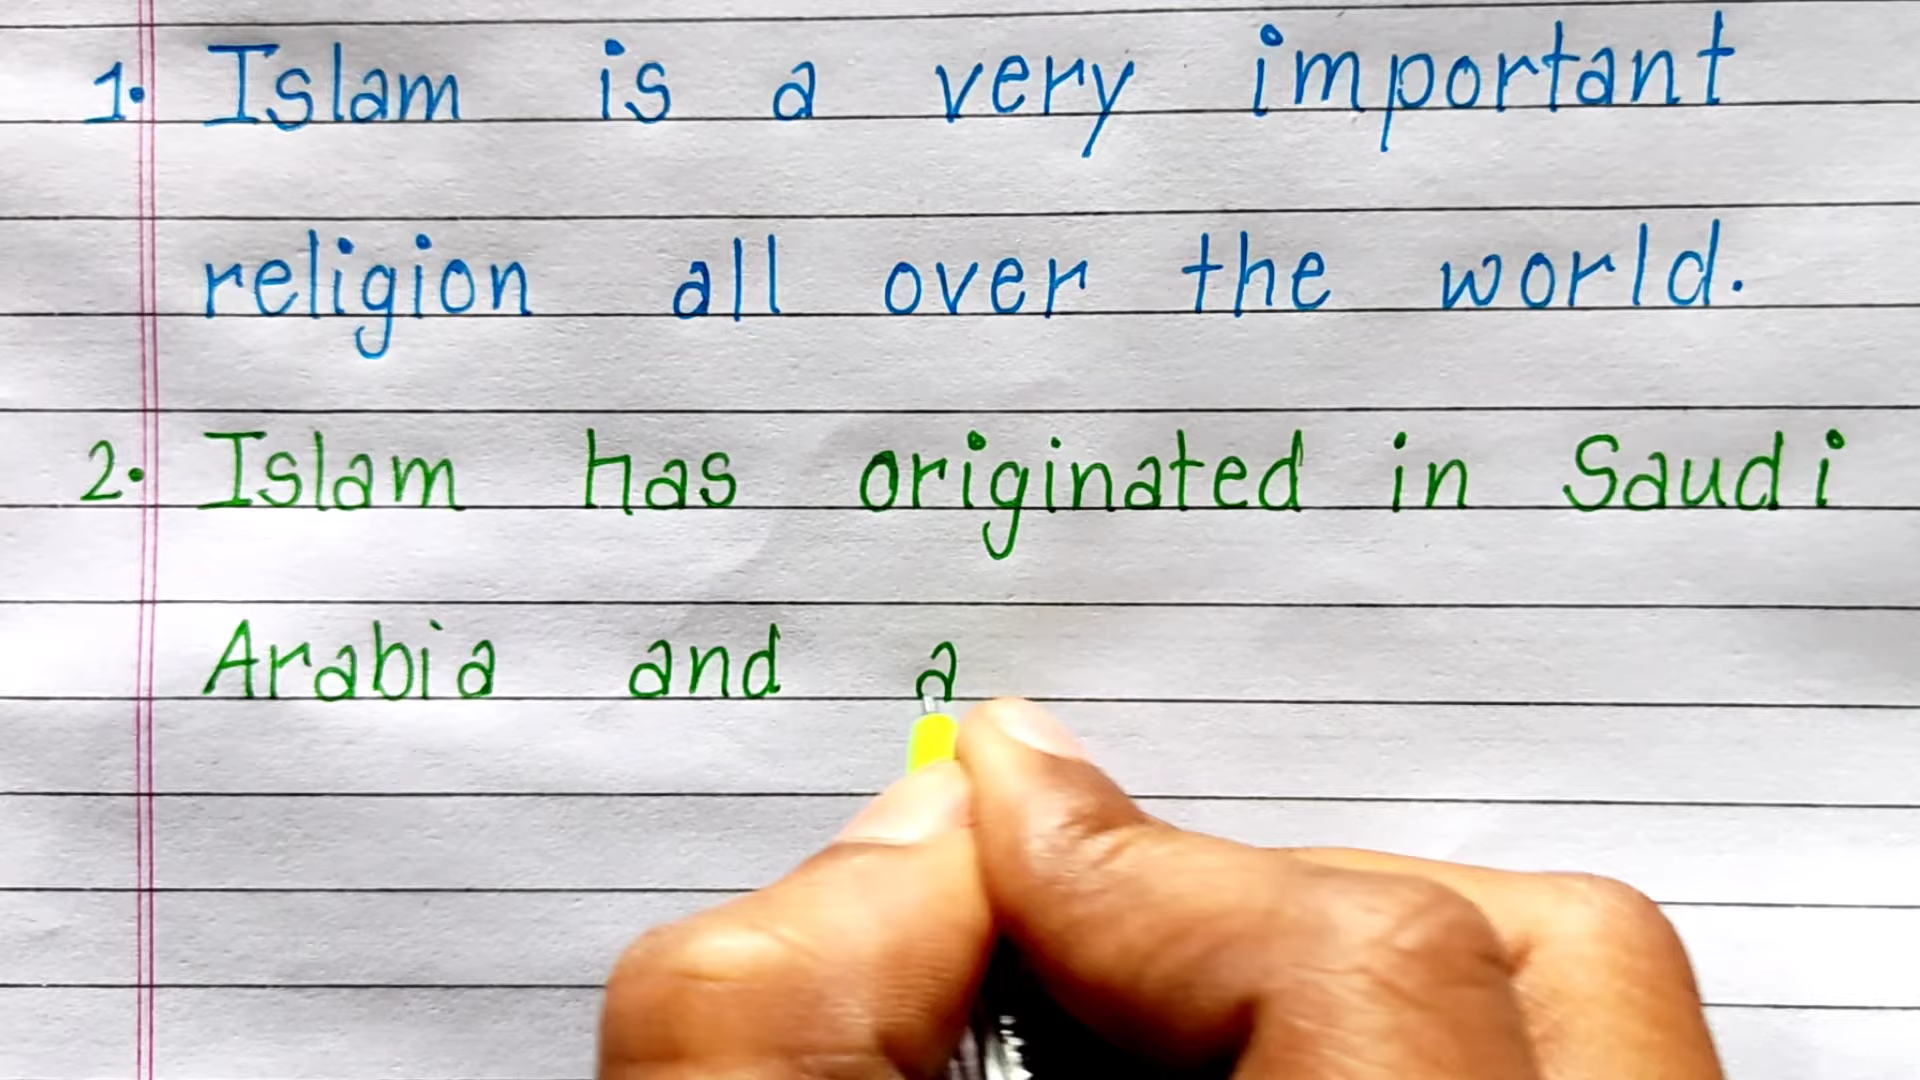 1. Islam is a very important
religion all over the world.
2. Islam has originated in Saudi
Arabia and a